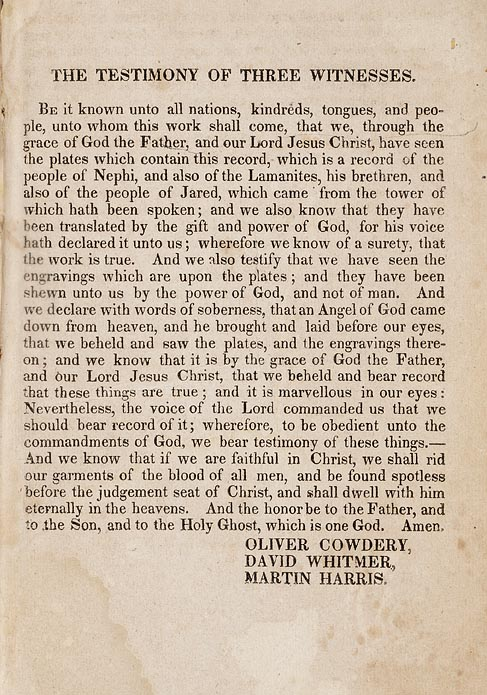 THE TESTIMONY OF THREE WITNESSES.
BE it known unto all nations, kindreds, tongues, and peo-
ple, unto whom this work shall come, that we, through the
grace of God the Father, and our Lord Jesus Christ, have seen
the plates which contain this record, which is a record of the
people of Nephi, and also of the Lamanites, his brethren, and
also of the people of Jared, which came from the tower of
which hath been spoken; and we also know that they have
been translated by the gift and power of God, for his voice
hath declared it unto us; wherefore we know of a surety, that
the work is true. And we also testify that we have seen the
engravings which are upon the plates; and they have been
shewn unto us by the power of God, and not of man. And
we declare with words of soberness, that an Angel of God came
down from heaven, and he brought and laid before our eyes,
that we beheld and saw the plates, and the engravings there-
on; and we know that it is by the grace of God the Father,
and our Lord Jesus Christ, that we beheld and bear record
that these things are true; and it is marvellous in our eyes:
Nevertheless, the voice of the Lord commanded us that we
should bear record of it; wherefore, to be obedient unto the
commandments of God, we bear testimony of these things.—
And we know that if we are faithful in Christ, we shall rid
our garments of the blood of all men, and be found spotless
before the judgement seat of Christ, and shall dwell with him
eternally in the heavens. And the honor be to the Father, and
to the Son, and to the Holy Ghost, which is one God. Amen.
OLIVER COWDERY,
DAVID WHITMER,
MARTIN HARRIS.